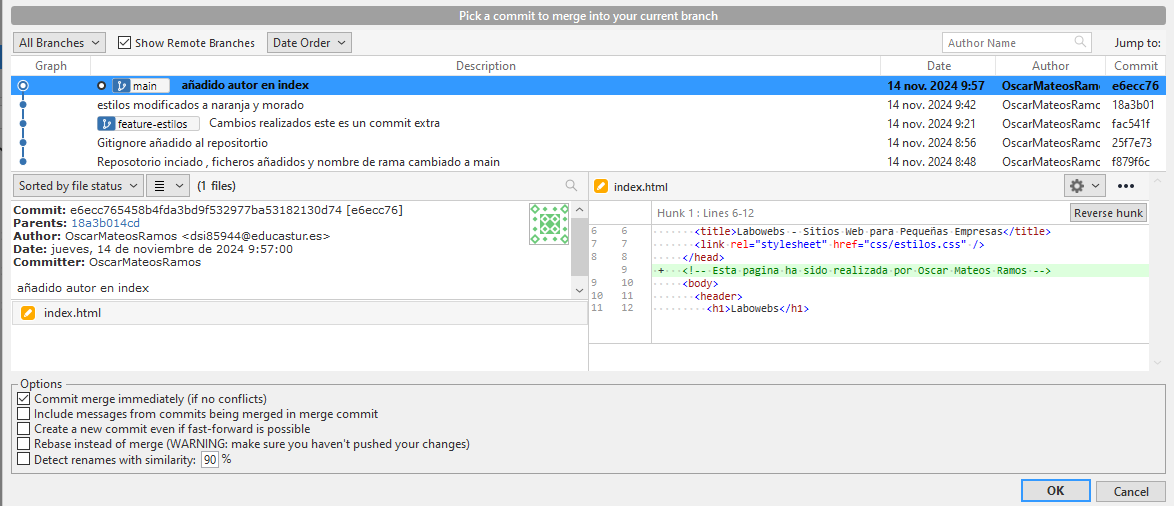 Pick a commit to merge into your current branch
All Branches Show Remote Branches Date Order Author Name Jump to:
Graph Description Date Author Commit
main añadido autor en index 14 nov. 2024 9:57 OscarMateosRamo e6ecc76
estilos modificados a naranja y morado 14 nov. 2024 9:42 OscarMateosRamo 18a3b01
feature-estilos Cambios realizados este es un commit extra 14 nov. 2024 9:21 OscarMateosRamo fac541f
Gitignore añadido al repositortio 14 nov. 2024 8:56 OscarMateosRamo 25f7e73
Reposotorio inciado , ficheros añadidos y nombre de rama cambiado a main 14 nov. 2024 8:48 OscarMateosRamo f879f6c
Sorted by file status (1 files)
Commit: e6ecc765458b4fda3bd9f532977ba53182130d74 [e6ecc76]
Parents: 18a3b014cd
Author: OscarMateosRamos <dsi85944@educastur.es>
Date: jueves, 14 de noviembre de 2024 9:57:00
Committer: OscarMateosRamos
añadido autor en index
index.html
index.html
Hunk 1 : Lines 6-12 Reverse hunk
6 6 <title>Labowebs - Sitios Web para Pequeñas Empresas</title>
7 7 <link rel="stylesheet" href="css/estilos.css" />
8 8 </head>
9 + <!-- Esta pagina ha sido realizada por Oscar Mateos Ramos -->
9 10 <body>
10 11 <header>
11 12 <h1>Labowebs</h1>
Options
Commit merge immediately (if no conflicts)
Include messages from commits being merged in merge commit
Create a new commit even if fast-forward is possible
Rebase instead of merge (WARNING: make sure you haven't pushed your changes)
Detect renames with similarity: 90 %
OK Cancel